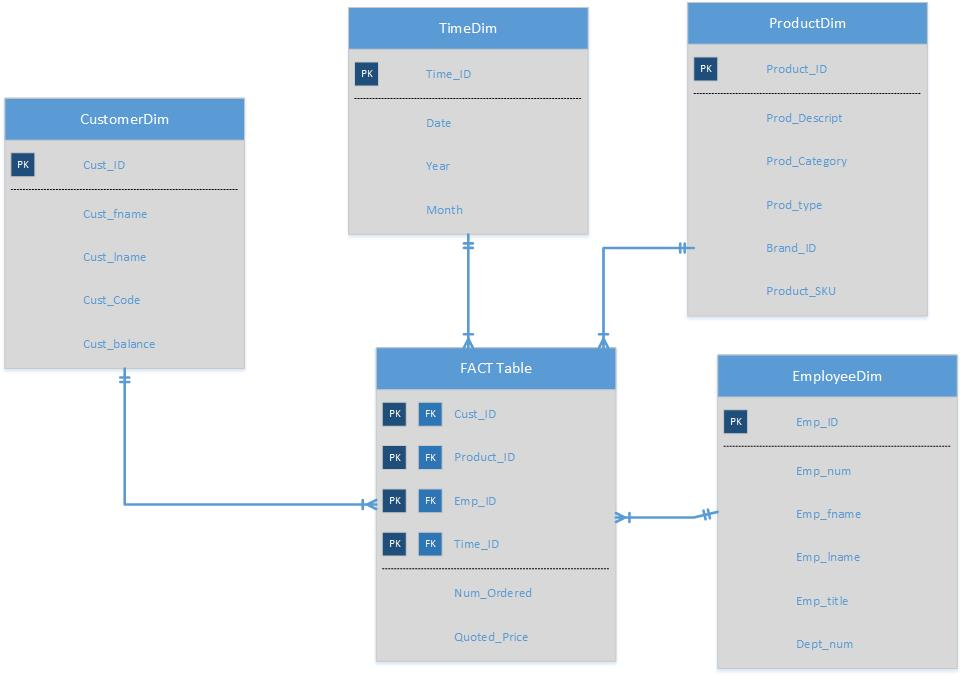 TimeDim
PK Time_ID
Date
Year
Month
ProductDim
PK Product_ID
Prod_Descript
Prod_Category
Prod_type
Brand_ID
Product_SKU
CustomerDim
PK Cust_ID
Cust_fname
Cust_lname
Cust_Code
Cust_balance
FACT Table
PK FK Cust_ID
PK FK Product_ID
PK FK Emp_ID
PK FK Time_ID
Num_Ordered
Quoted_Price
EmployeeDim
PK Emp_ID
Emp_num
Emp_fname
Emp_lname
Emp_title
Dept_num